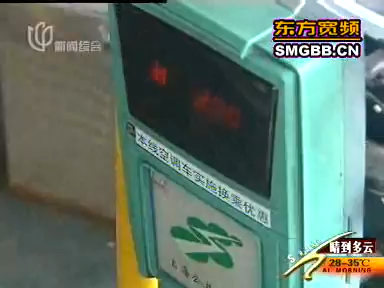 新闻综合
东方宽频
SMGBB.CN
本线空调车实施换乘优惠
晴到多云
28-35℃
AI MORNING